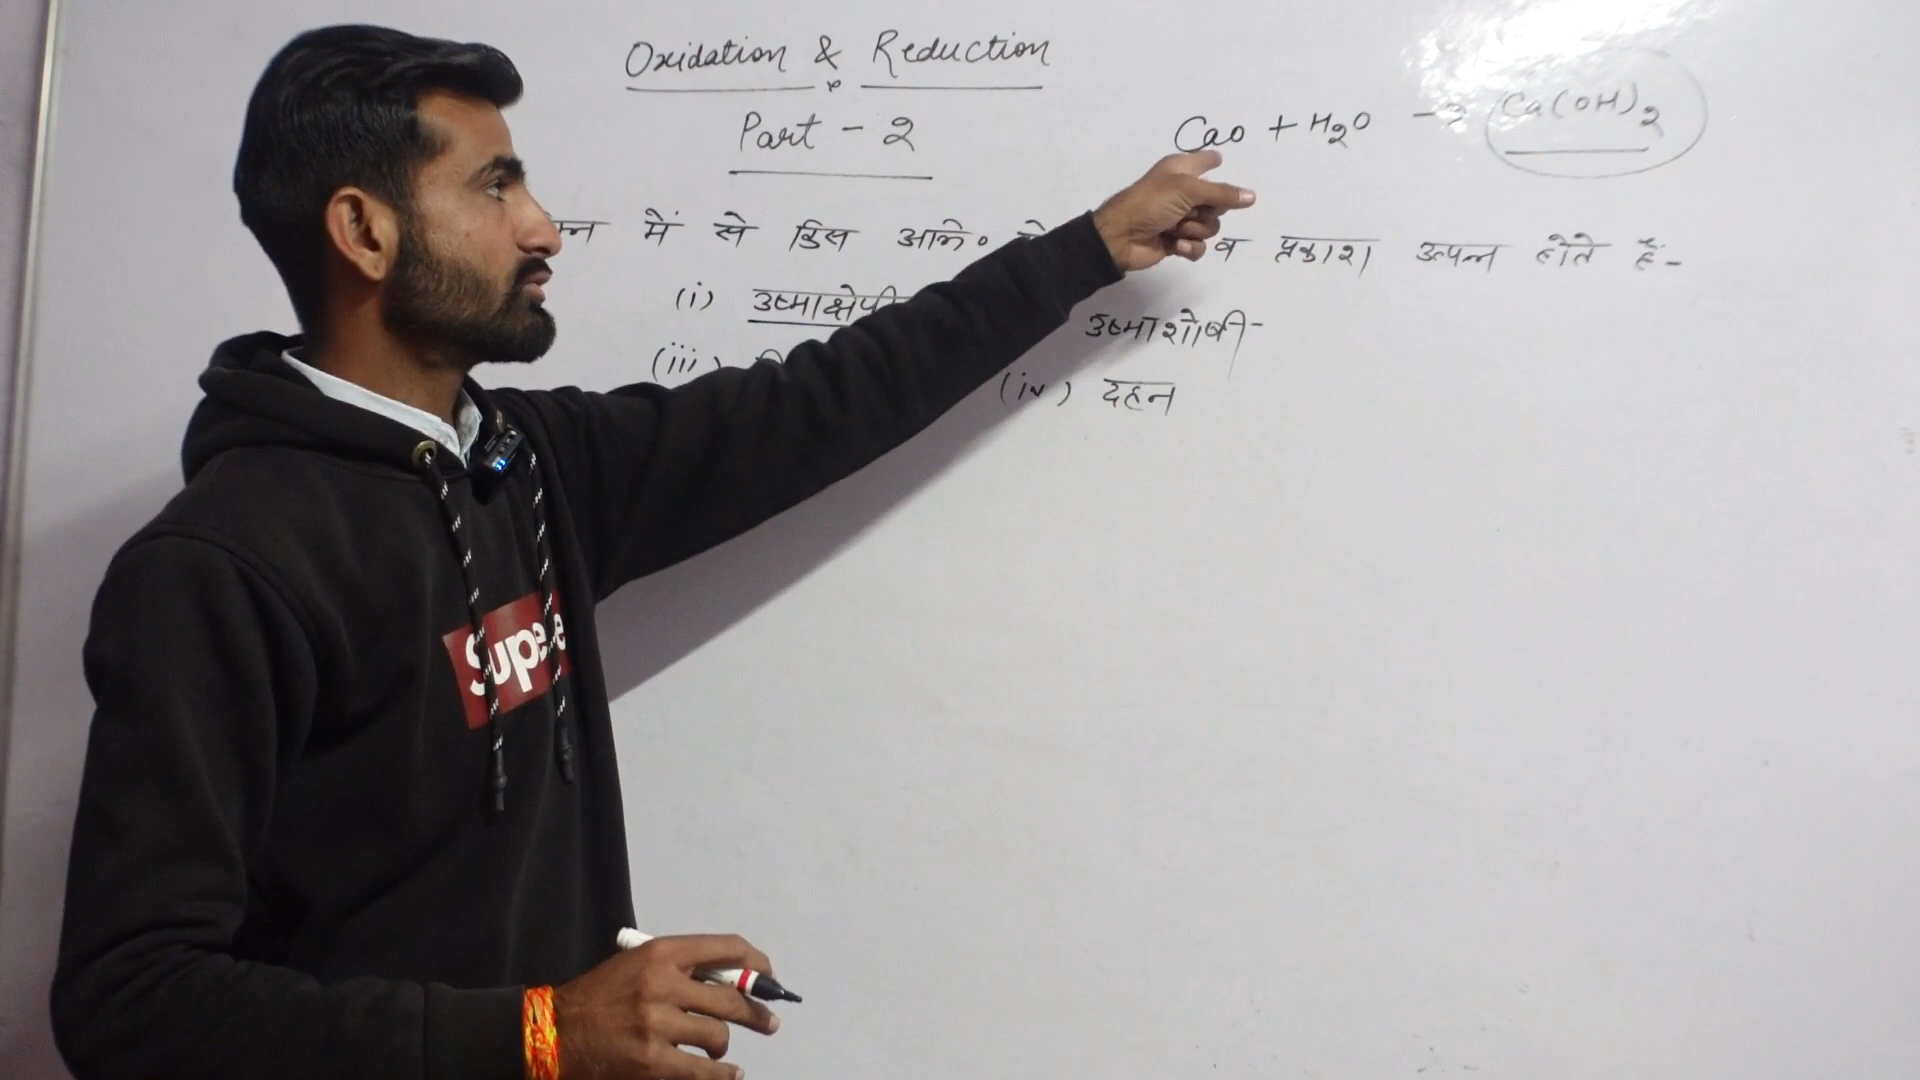 Oxidation & Reduction
Part - 2
CaO + H2O → Ca(OH)2
में से किस अभि० व प्रकाश उत्पन्न होते हैं-
(i) उष्माक्षेपी उष्माशोषी-
(iii) (iv) दहन